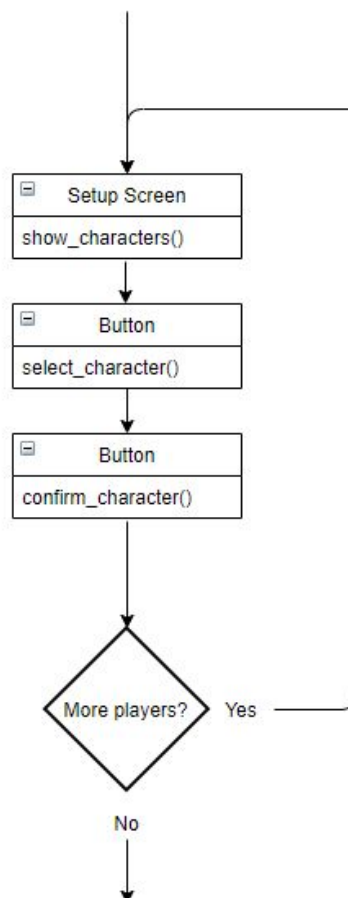 Setup Screen
show_characters()
Button
select_character()
Button
confirm_character()
More players?
Yes
No